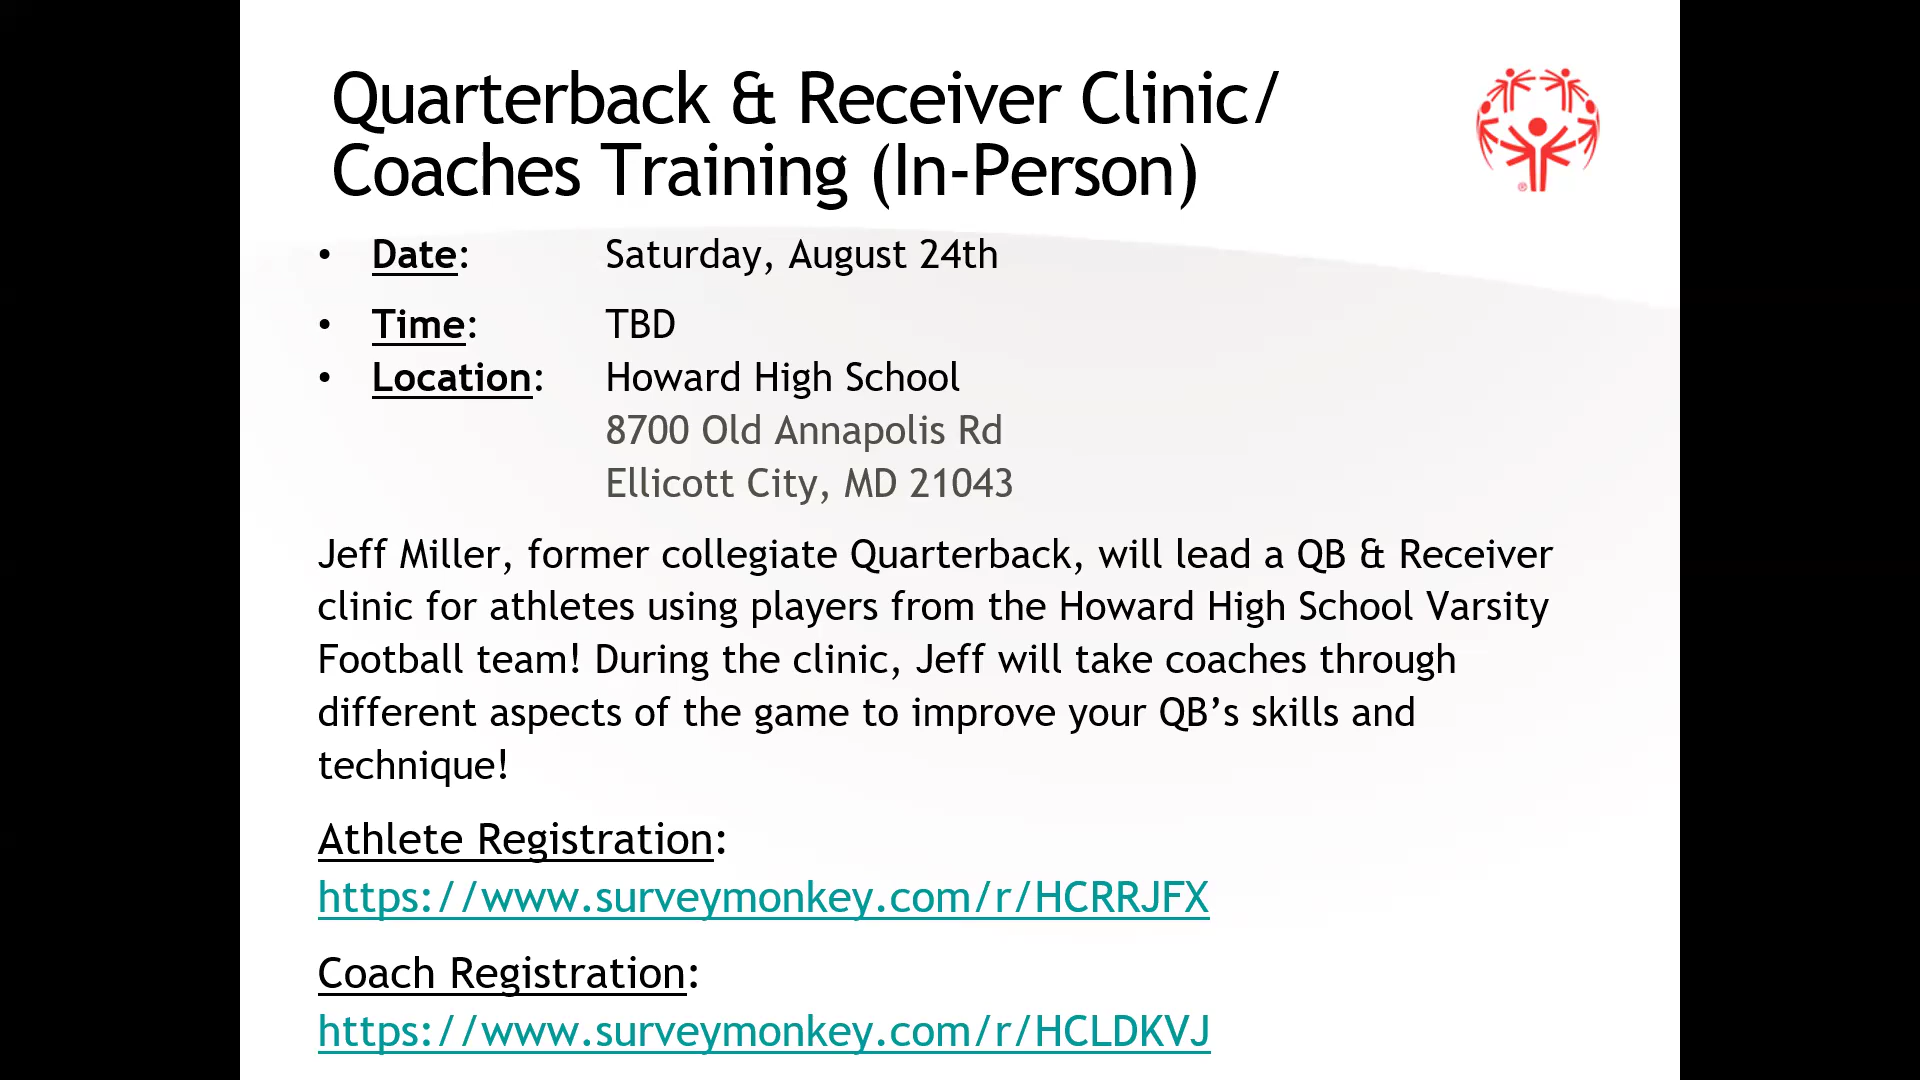 Quarterback & Receiver Clinic/
Coaches Training (In-Person)
• Date: Saturday, August 24th
• Time: TBD
• Location: Howard High School
8700 Old Annapolis Rd
Ellicott City, MD 21043
Jeff Miller, former collegiate Quarterback, will lead a QB & Receiver
clinic for athletes using players from the Howard High School Varsity
Football team! During the clinic, Jeff will take coaches through
different aspects of the game to improve your QB’s skills and
technique!
Athlete Registration:
https://www.surveymonkey.com/r/HCRRJFX
Coach Registration:
https://www.surveymonkey.com/r/HCLDKVJ
®